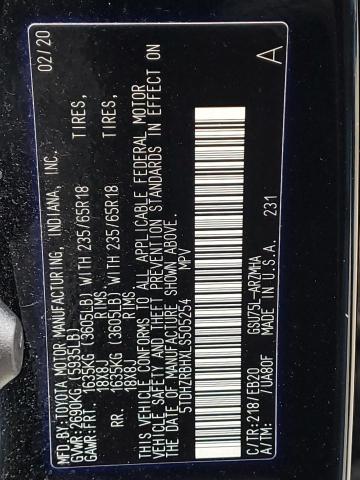 MFD.BY:TOYOTA MOTOR MANUFACTURING, INDIANA, INC. 02/20
GVWR:2690KG (5935LB)
GAWR:FRT. 1635KG (3605LB) WITH 235/65R18 TIRES,
18X8J RIMS
RR. 1635KG (3605LB) WITH 235/65R18 TIRES,
18X8J RIMS
THIS VEHICLE CONFORMS TO ALL APPLICABLE FEDERAL MOTOR
VEHICLE SAFETY AND THEFT PREVENTION STANDARDS IN EFFECT ON
THE DATE OF MANUFACTURE SHOWN ABOVE.
5TDHZRBHXLS505254 MPV
C/TR:218/EB20 GSU75L-ARZMHA
A/TM: /UA80F MADE IN U.S.A. 231
A